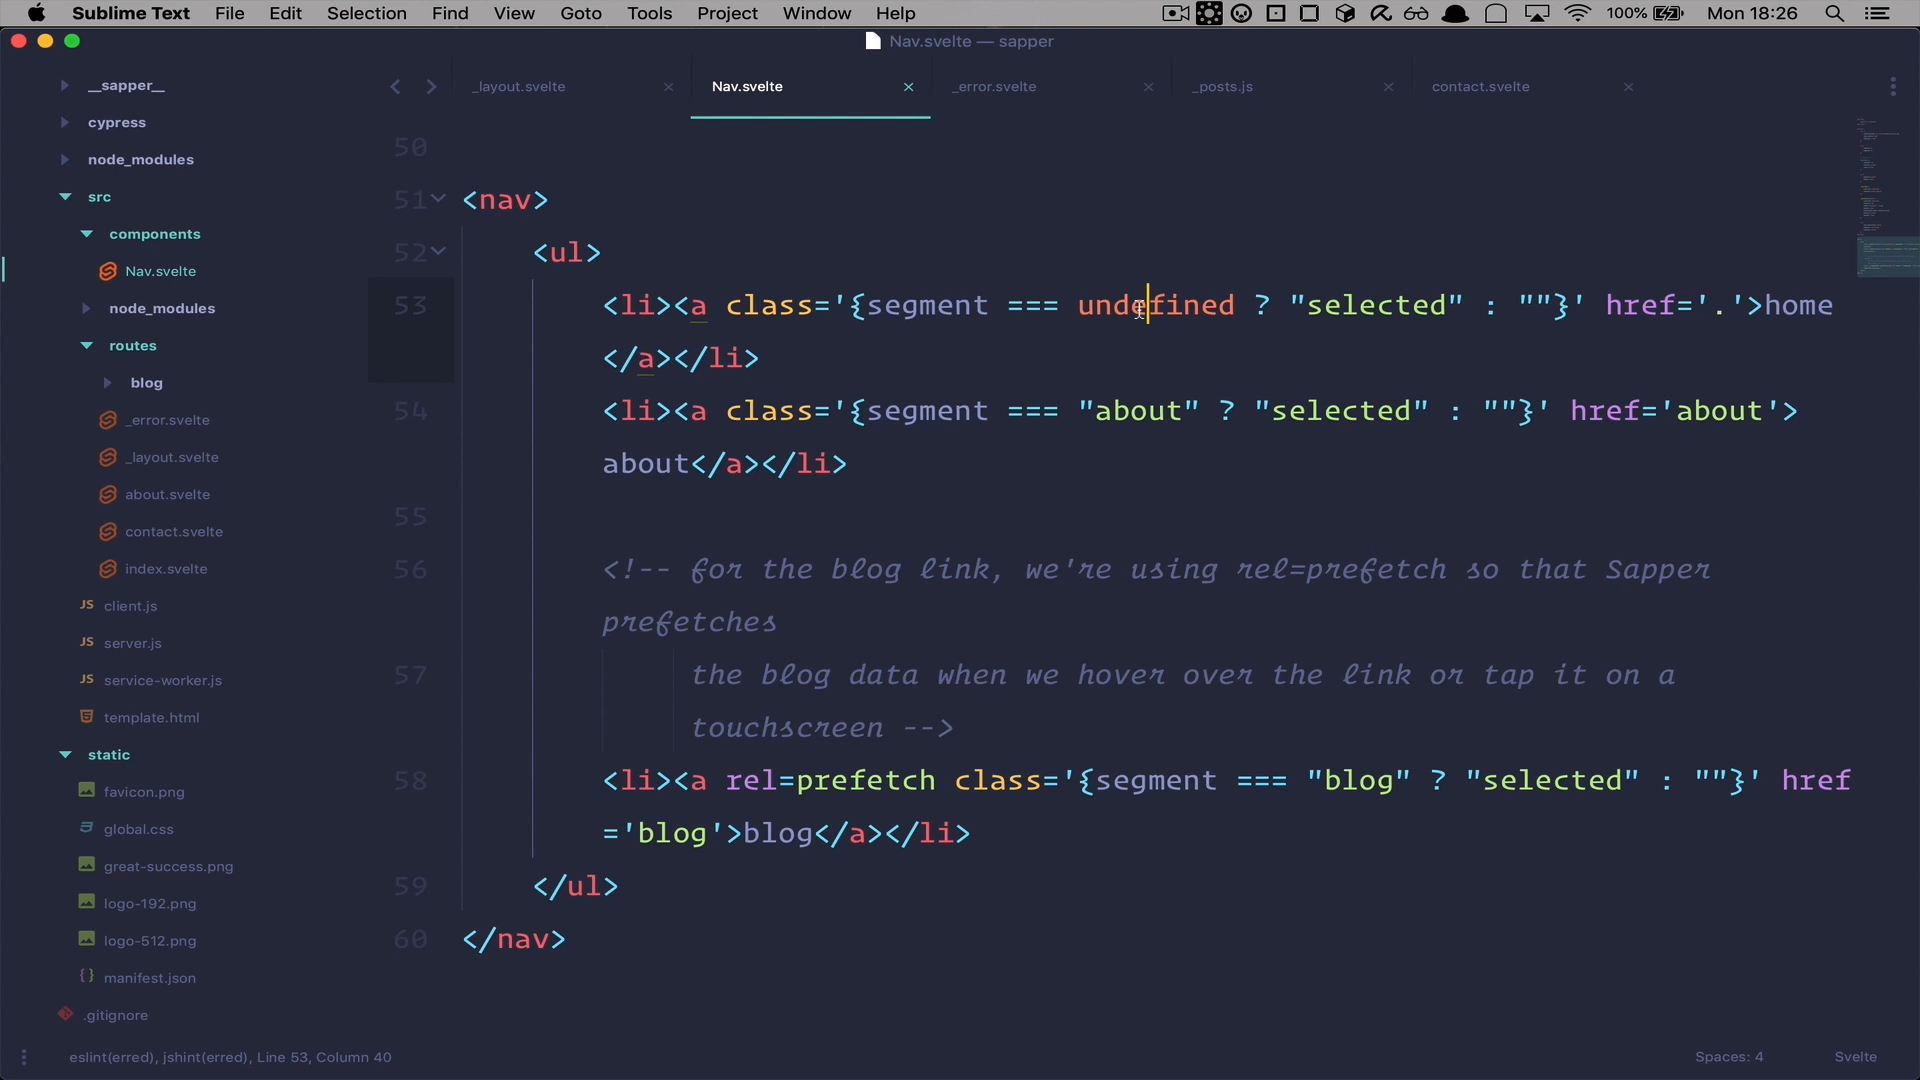 Sublime Text File Edit Selection Find View Goto Tools Project Window Help 100% Mon 18:26
Nav.svelte — sapper
__sapper__
cypress
node_modules
src
components
Nav.svelte
node_modules
routes
blog
_error.svelte
_layout.svelte
about.svelte
contact.svelte
index.svelte
JS client.js
JS server.js
JS service-worker.js
template.html
static
favicon.png
global.css
great-success.png
logo-192.png
logo-512.png
{ } manifest.json
.gitignore
_layout.svelte × Nav.svelte × _error.svelte × _posts.js × contact.svelte ×
50
51 <nav>
52 <ul>
53 <li><a class='{segment === undefined ? "selected" : ""}' href='.'>home
</a></li>
54 <li><a class='{segment === "about" ? "selected" : ""}' href='about'>
about</a></li>
55
56 <!-- for the blog link, we're using rel=prefetch so that Sapper
prefetches
57 the blog data when we hover over the link or tap it on a
touchscreen -->
58 <li><a rel=prefetch class='{segment === "blog" ? "selected" : ""}' href
='blog'>blog</a></li>
59 </ul>
60 </nav>
eslint(erred), jshint(erred), Line 53, Column 40 Spaces: 4 Svelte